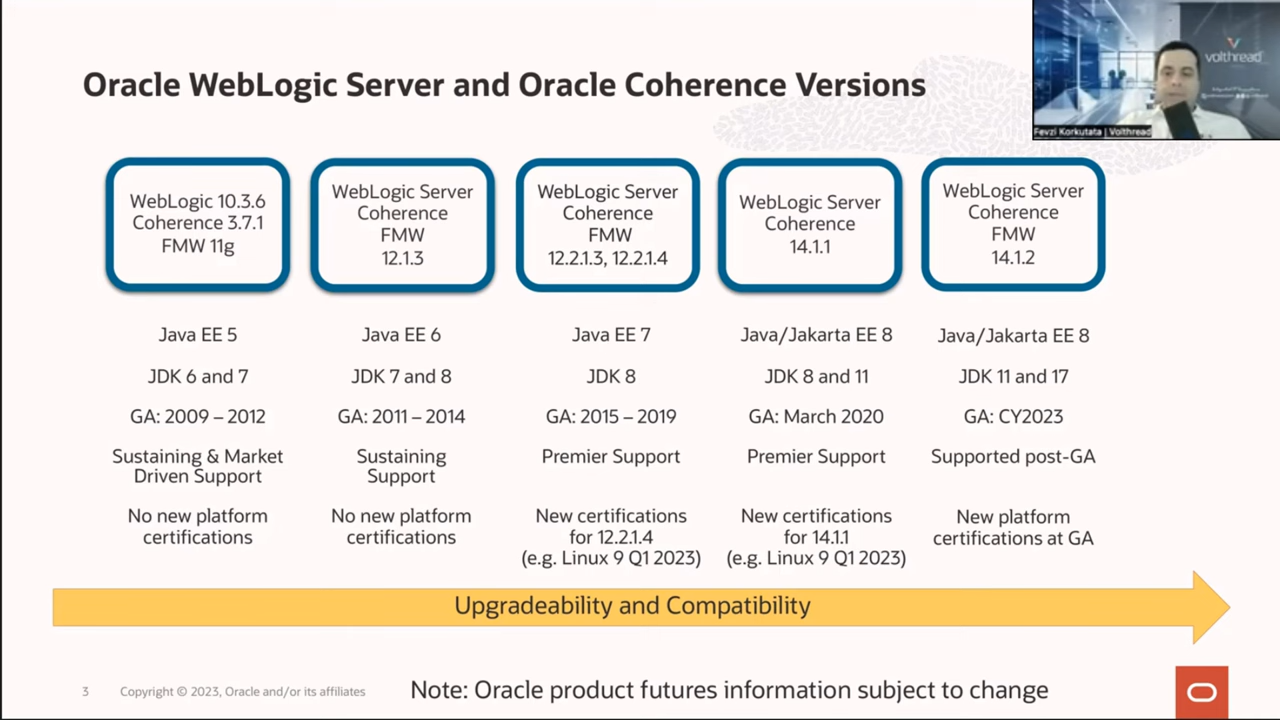 Oracle WebLogic Server and Oracle Coherence Versions
volthread
Fevzi Korkutata | Volthread
WebLogic 10.3.6
Coherence 3.7.1
FMW 11g
WebLogic Server
Coherence
FMW
12.1.3
WebLogic Server
Coherence
FMW
12.2.1.3, 12.2.1.4
WebLogic Server
Coherence
14.1.1
WebLogic Server
Coherence
FMW
14.1.2
Java EE 5
Java EE 6
Java EE 7
Java/Jakarta EE 8
Java/Jakarta EE 8
JDK 6 and 7
JDK 7 and 8
JDK 8
JDK 8 and 11
JDK 11 and 17
GA: 2009 – 2012
GA: 2011 – 2014
GA: 2015 – 2019
GA: March 2020
GA: CY2023
Sustaining & Market
Driven Support
Sustaining
Support
Premier Support
Premier Support
Supported post-GA
No new platform
certifications
No new platform
certifications
New certifications
for 12.2.1.4
(e.g. Linux 9 Q1 2023)
New certifications
for 14.1.1
(e.g. Linux 9 Q1 2023)
New platform
certifications at GA
Upgradeability and Compatibility
3
Copyright © 2023, Oracle and/or its affiliates
Note: Oracle product futures information subject to change